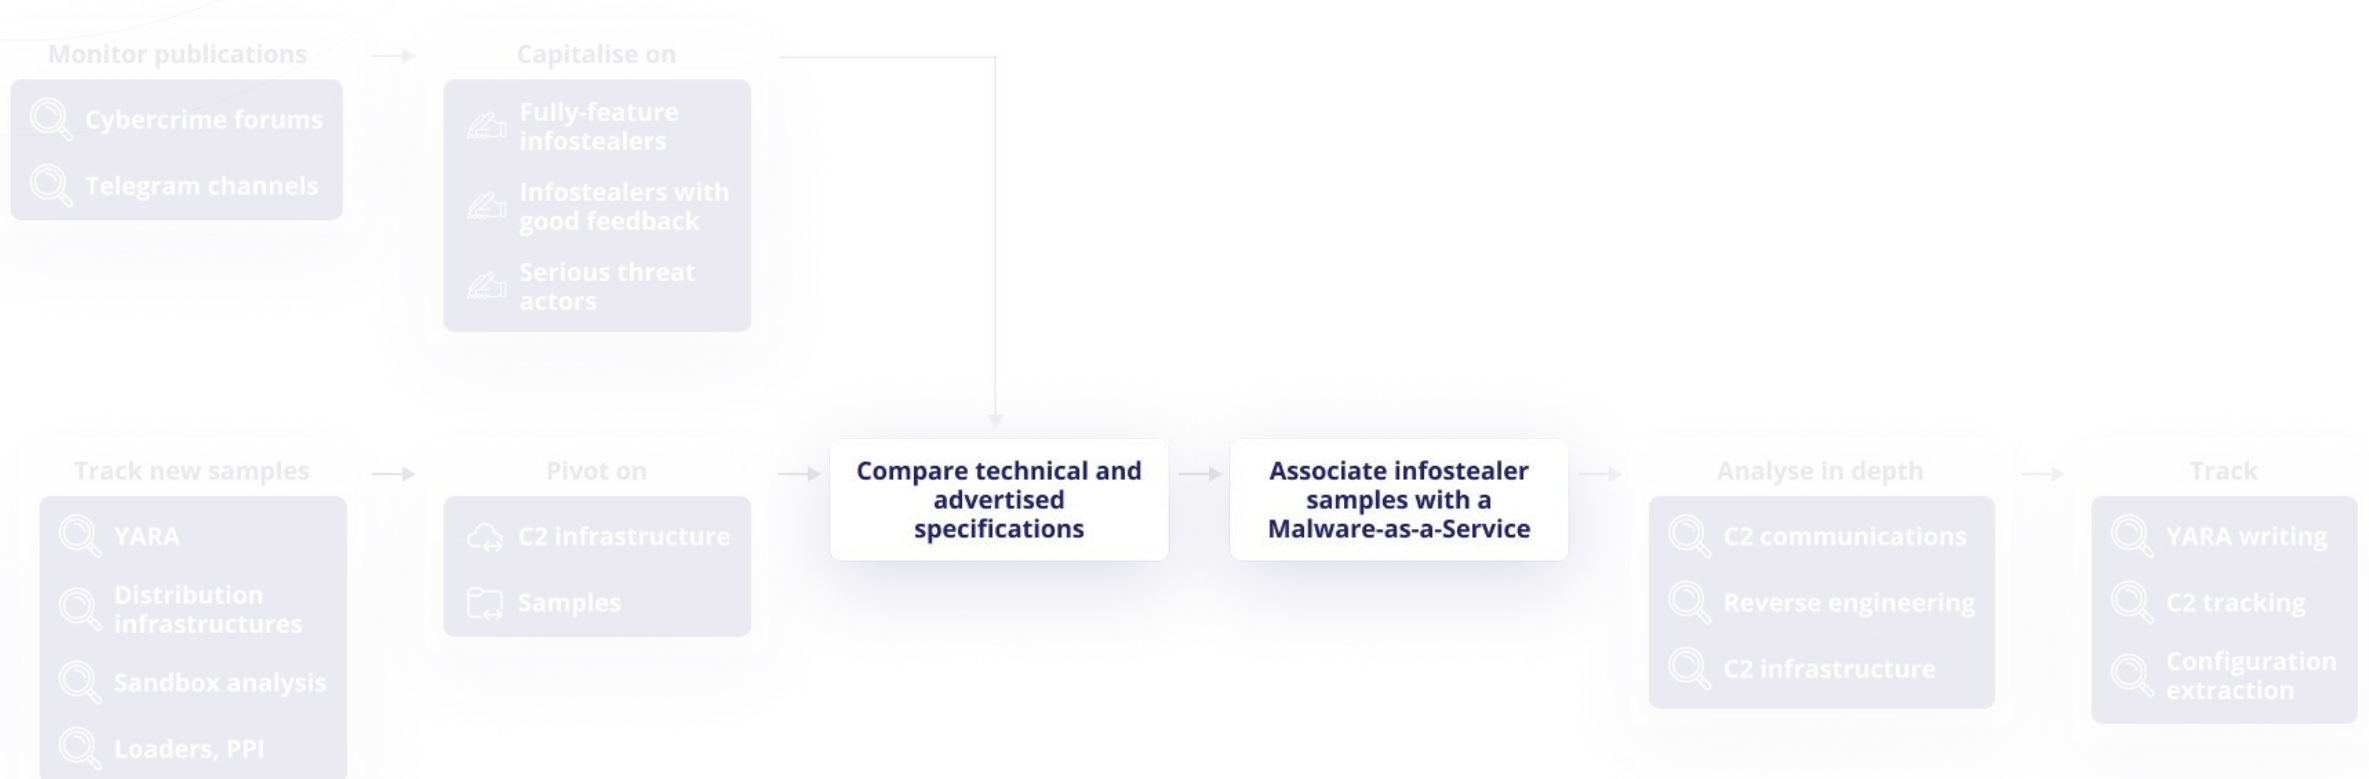 Monitor publications
Cybercrime forums
Telegram channels
Capitalise on
Fully-feature
infostealers
Infostealers with
good feedback
Serious threat
actors
Track new samples
YARA
Distribution
infrastructures
Sandbox analysis
Loaders, PPI
Pivot on
C2 infrastructure
Samples
Compare technical and
advertised
specifications
Associate infostealer
samples with a
Malware-as-a-Service
Analyse in depth
C2 communications
Reverse engineering
C2 infrastructure
Track
YARA writing
C2 tracking
Configuration
extraction